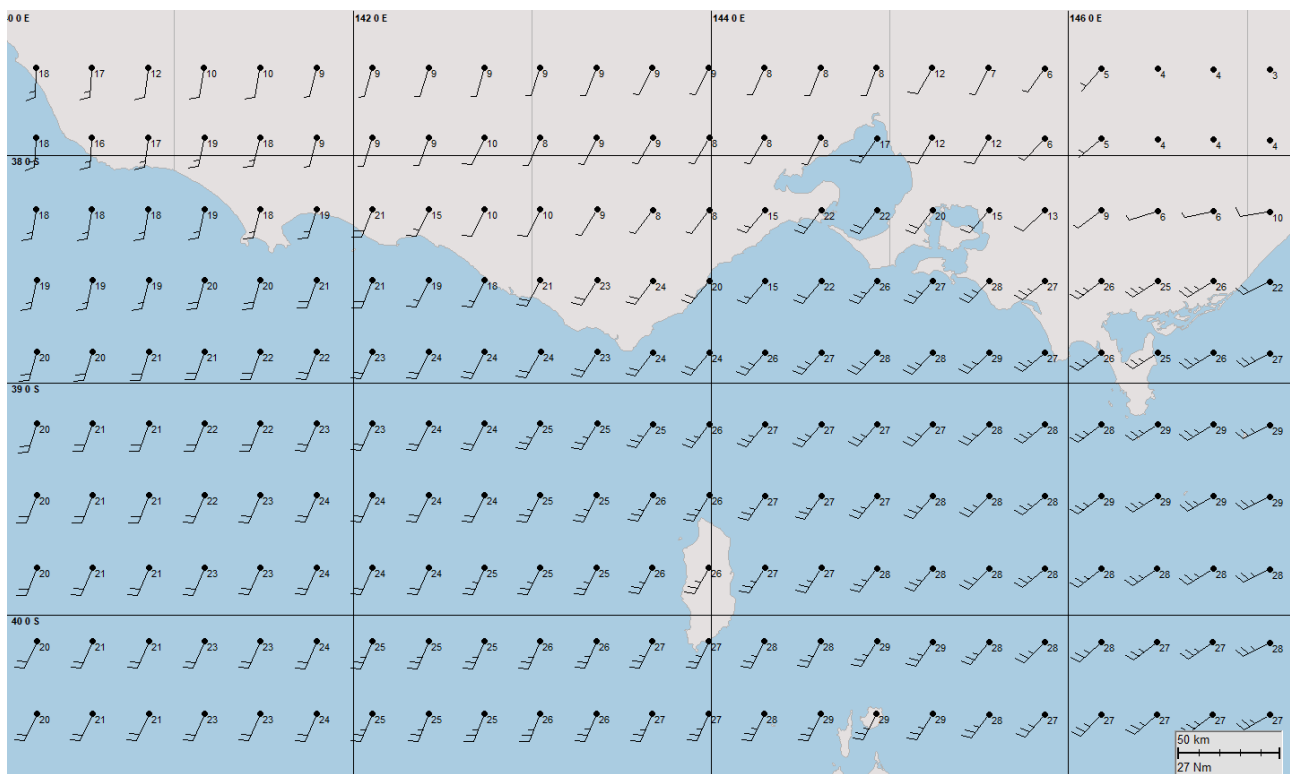 0 0 E 142 0 E 144 0 E 146 0 E
18 17 12 10 10 9 9 9 9 9 9 9 9 8 8 8 12 7 6 5 4 4 3
18 16 17 19 18 9 9 9 10 8 9 9 8 8 8 17 12 12 6 5 4 4 4
38 0 S
18 18 18 19 18 19 21 15 10 10 9 8 8 15 22 22 20 15 13 9 6 6 10
19 19 19 20 20 21 21 19 18 21 23 24 20 15 22 26 27 28 27 26 25 26 22
20 20 21 21 22 22 23 24 24 24 23 24 24 26 27 28 28 29 27 26 25 26 27
39 0 S
20 21 21 22 22 23 23 24 24 25 25 25 26 27 27 27 27 28 28 28 29 29 29
20 21 21 22 23 24 24 24 24 25 25 26 26 27 27 27 28 28 28 29 29 29 29
20 21 21 23 23 24 24 24 25 25 25 26 26 27 27 28 28 28 28 28 28 28 28
40 0 S
20 21 21 23 23 24 25 25 25 26 26 27 27 28 28 29 29 28 28 28 27 27 28
20 21 21 23 23 24 25 25 25 26 26 27 27 28 29 29 29 28 27 27 27 27 27
50 km
27 Nm